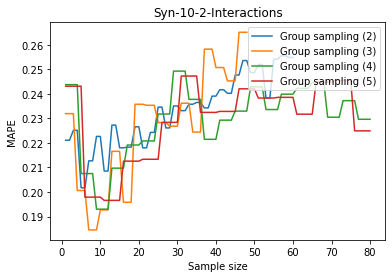 Syn-10-2-Interactions
Group sampling (2)
Group sampling (3)
Group sampling (4)
Group sampling (5)
MAPE
0.26
0.25
0.24
0.23
0.22
0.21
0.20
0.19
0 10 20 30 40 50 60 70 80
Sample size